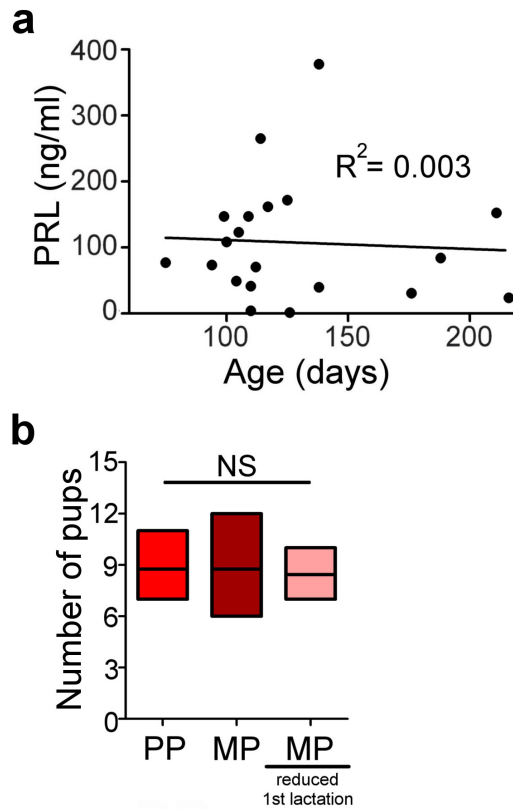 a
400
300
200
100
0
PRL (ng/ml)
R²= 0.003
100
150
200
Age (days)
b
15
12
9
6
3
0
Number of pups
NS
PP
MP
MP
reduced
1st lactation